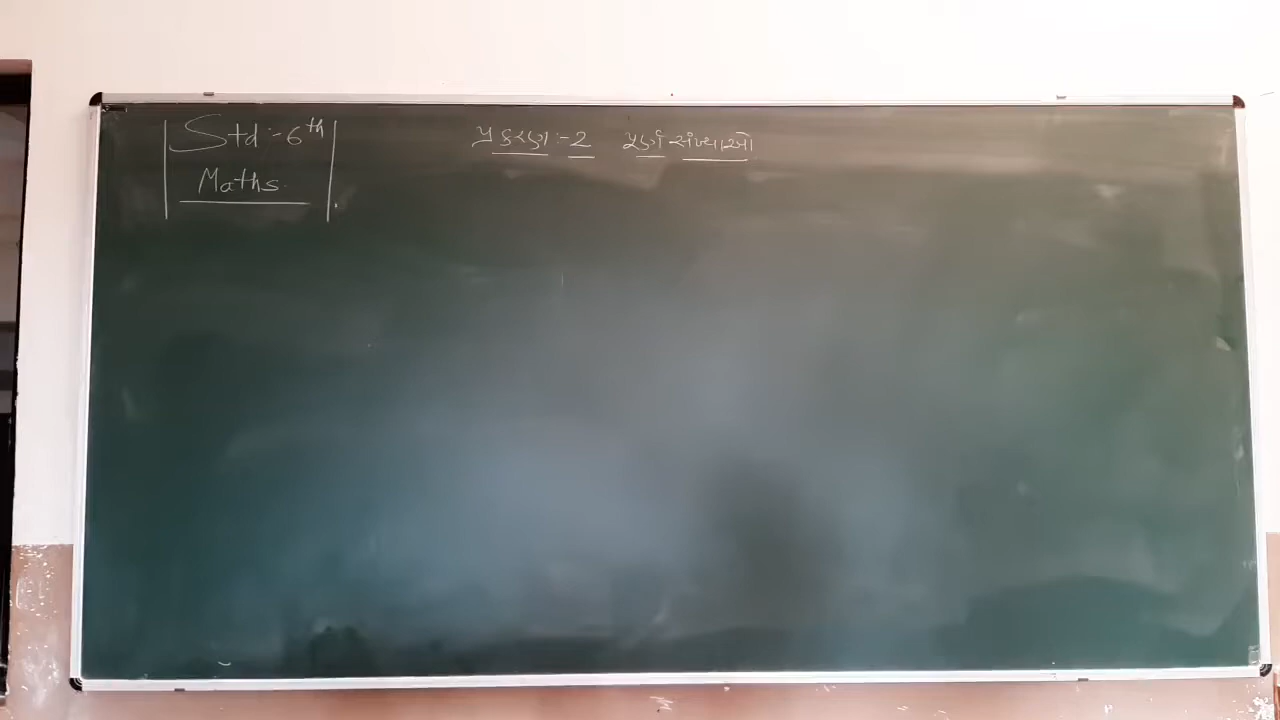 Std :- 6th
Maths.
પ્રકરણ :- 2 પૂર્ણ સંખ્યાઓ